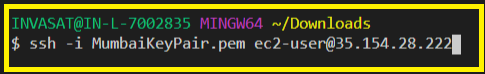 INVASAT@IN-L-7002835 MINGW64 ~/Downloads
$ ssh -i MumbaiKeyPair.pem ec2-user@35.154.28.222